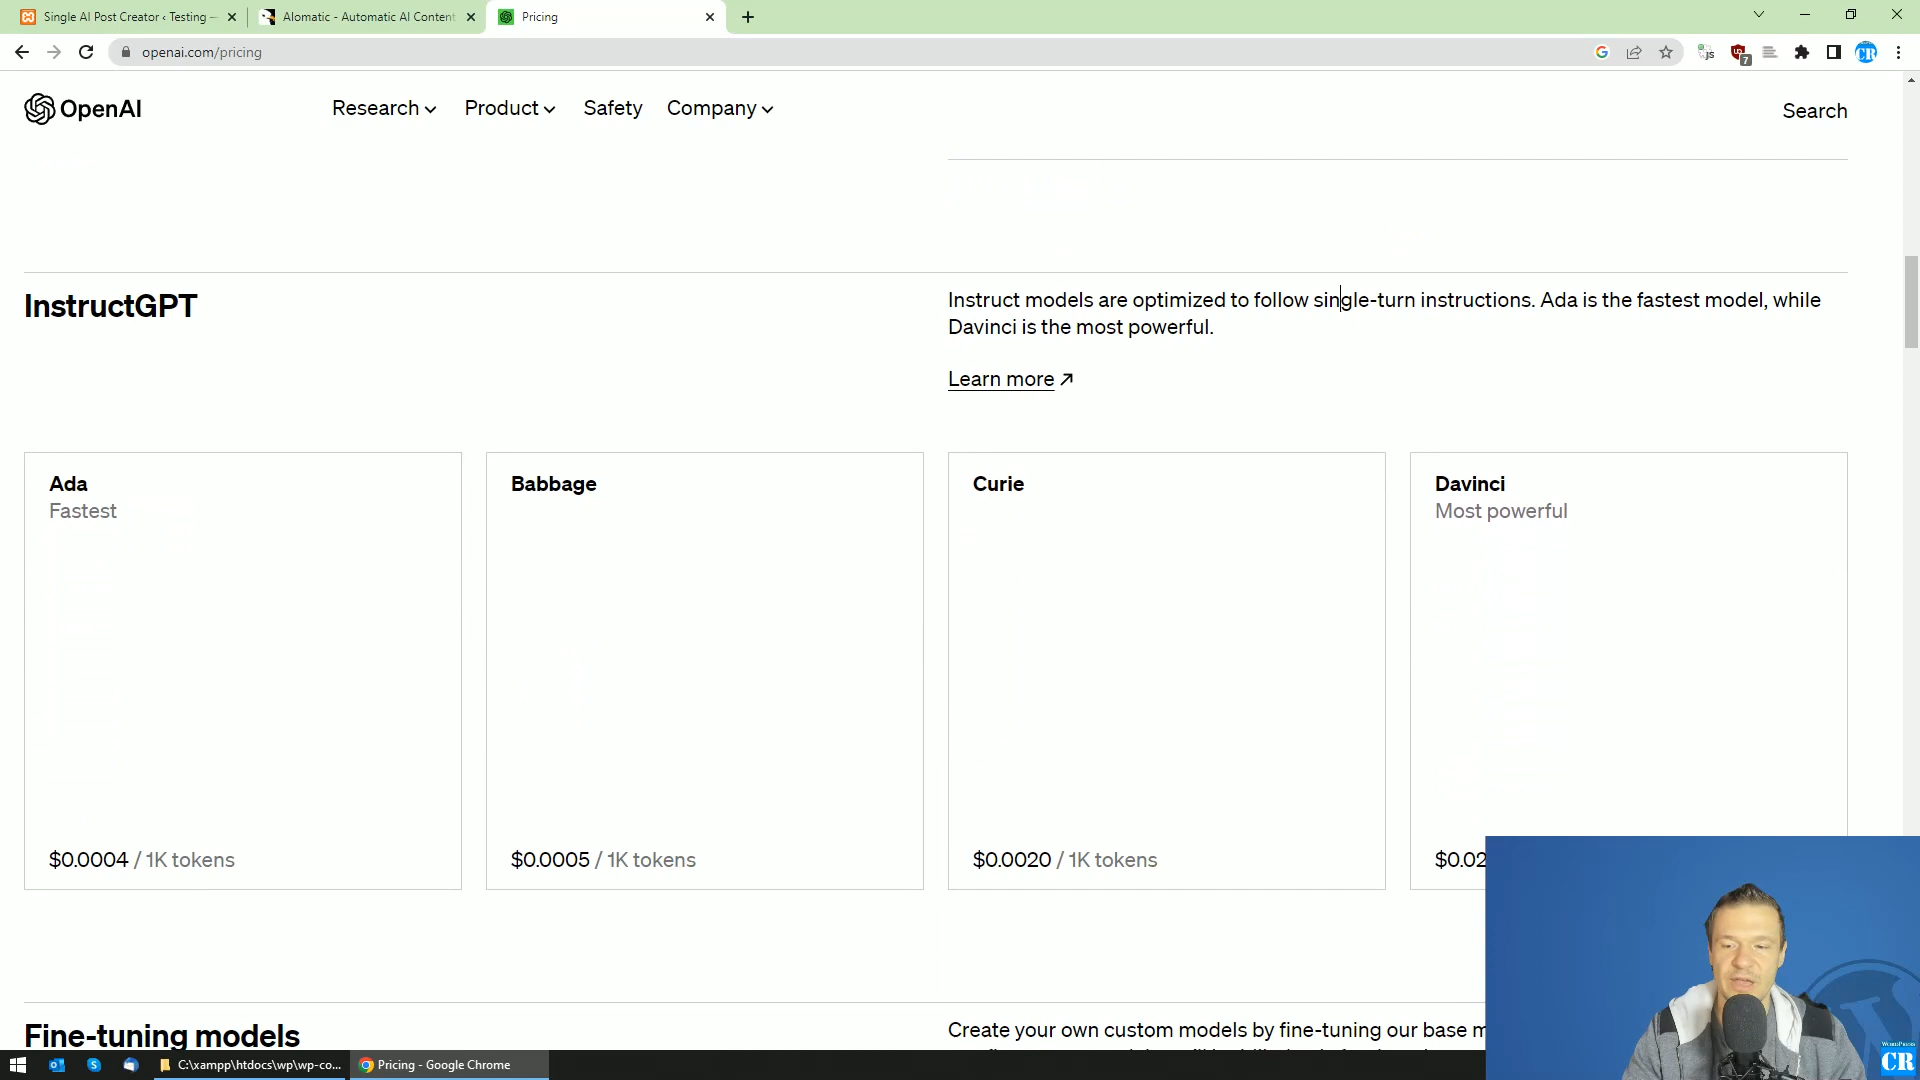 Single AI Post Creator ‹ Testing —
AIomatic - Automatic AI Content
Pricing
openai.com/pricing
JS
7
CR
OpenAI
Research
Product
Safety
Company
Search
InstructGPT
Instruct models are optimized to follow single-turn instructions. Ada is the fastest model, while
Davinci is the most powerful.
Learn more
Ada
Fastest
$0.0004 / 1K tokens
Babbage
$0.0005 / 1K tokens
Curie
$0.0020 / 1K tokens
Davinci
Most powerful
$0.02
Fine-tuning models
Create your own custom models by fine-tuning our base m
C:\xampp\htdocs\wp\wp-co...
Pricing - Google Chrome
WORDPRESS
CR